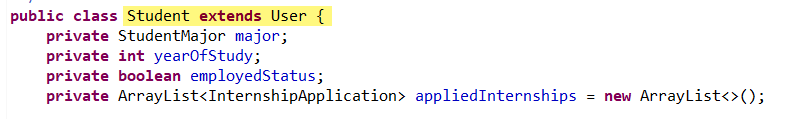 public class Student extends User {
private StudentMajor major;
private int yearOfStudy;
private boolean employedStatus;
private ArrayList<InternshipApplication> appliedInternships = new ArrayList<>();